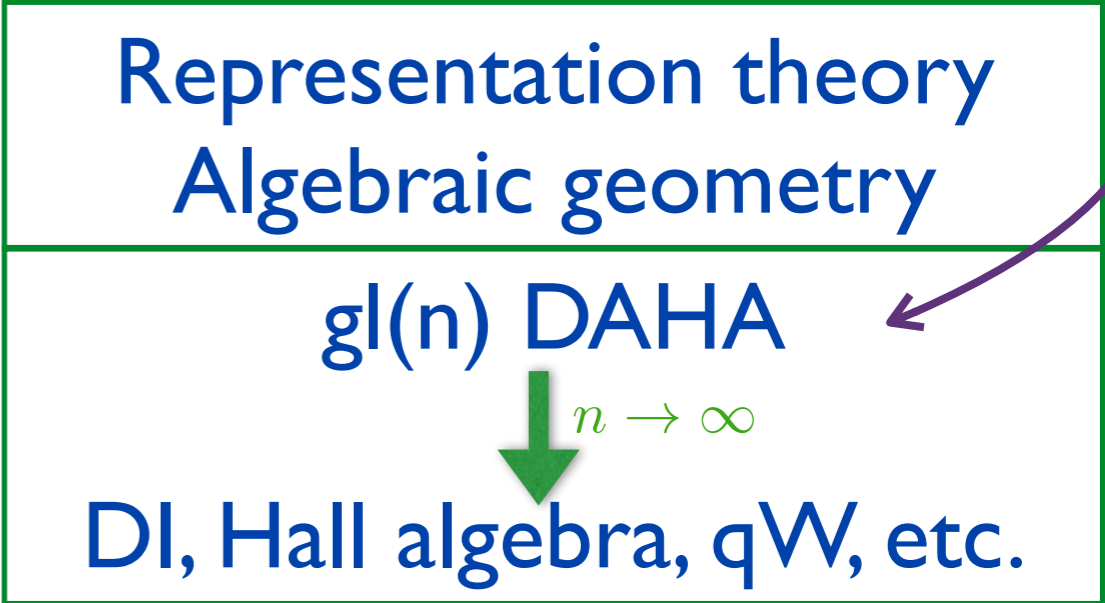 Representation theory
Algebraic geometry
gl(n) DAHA
n → ∞
DI, Hall algebra, qW, etc.